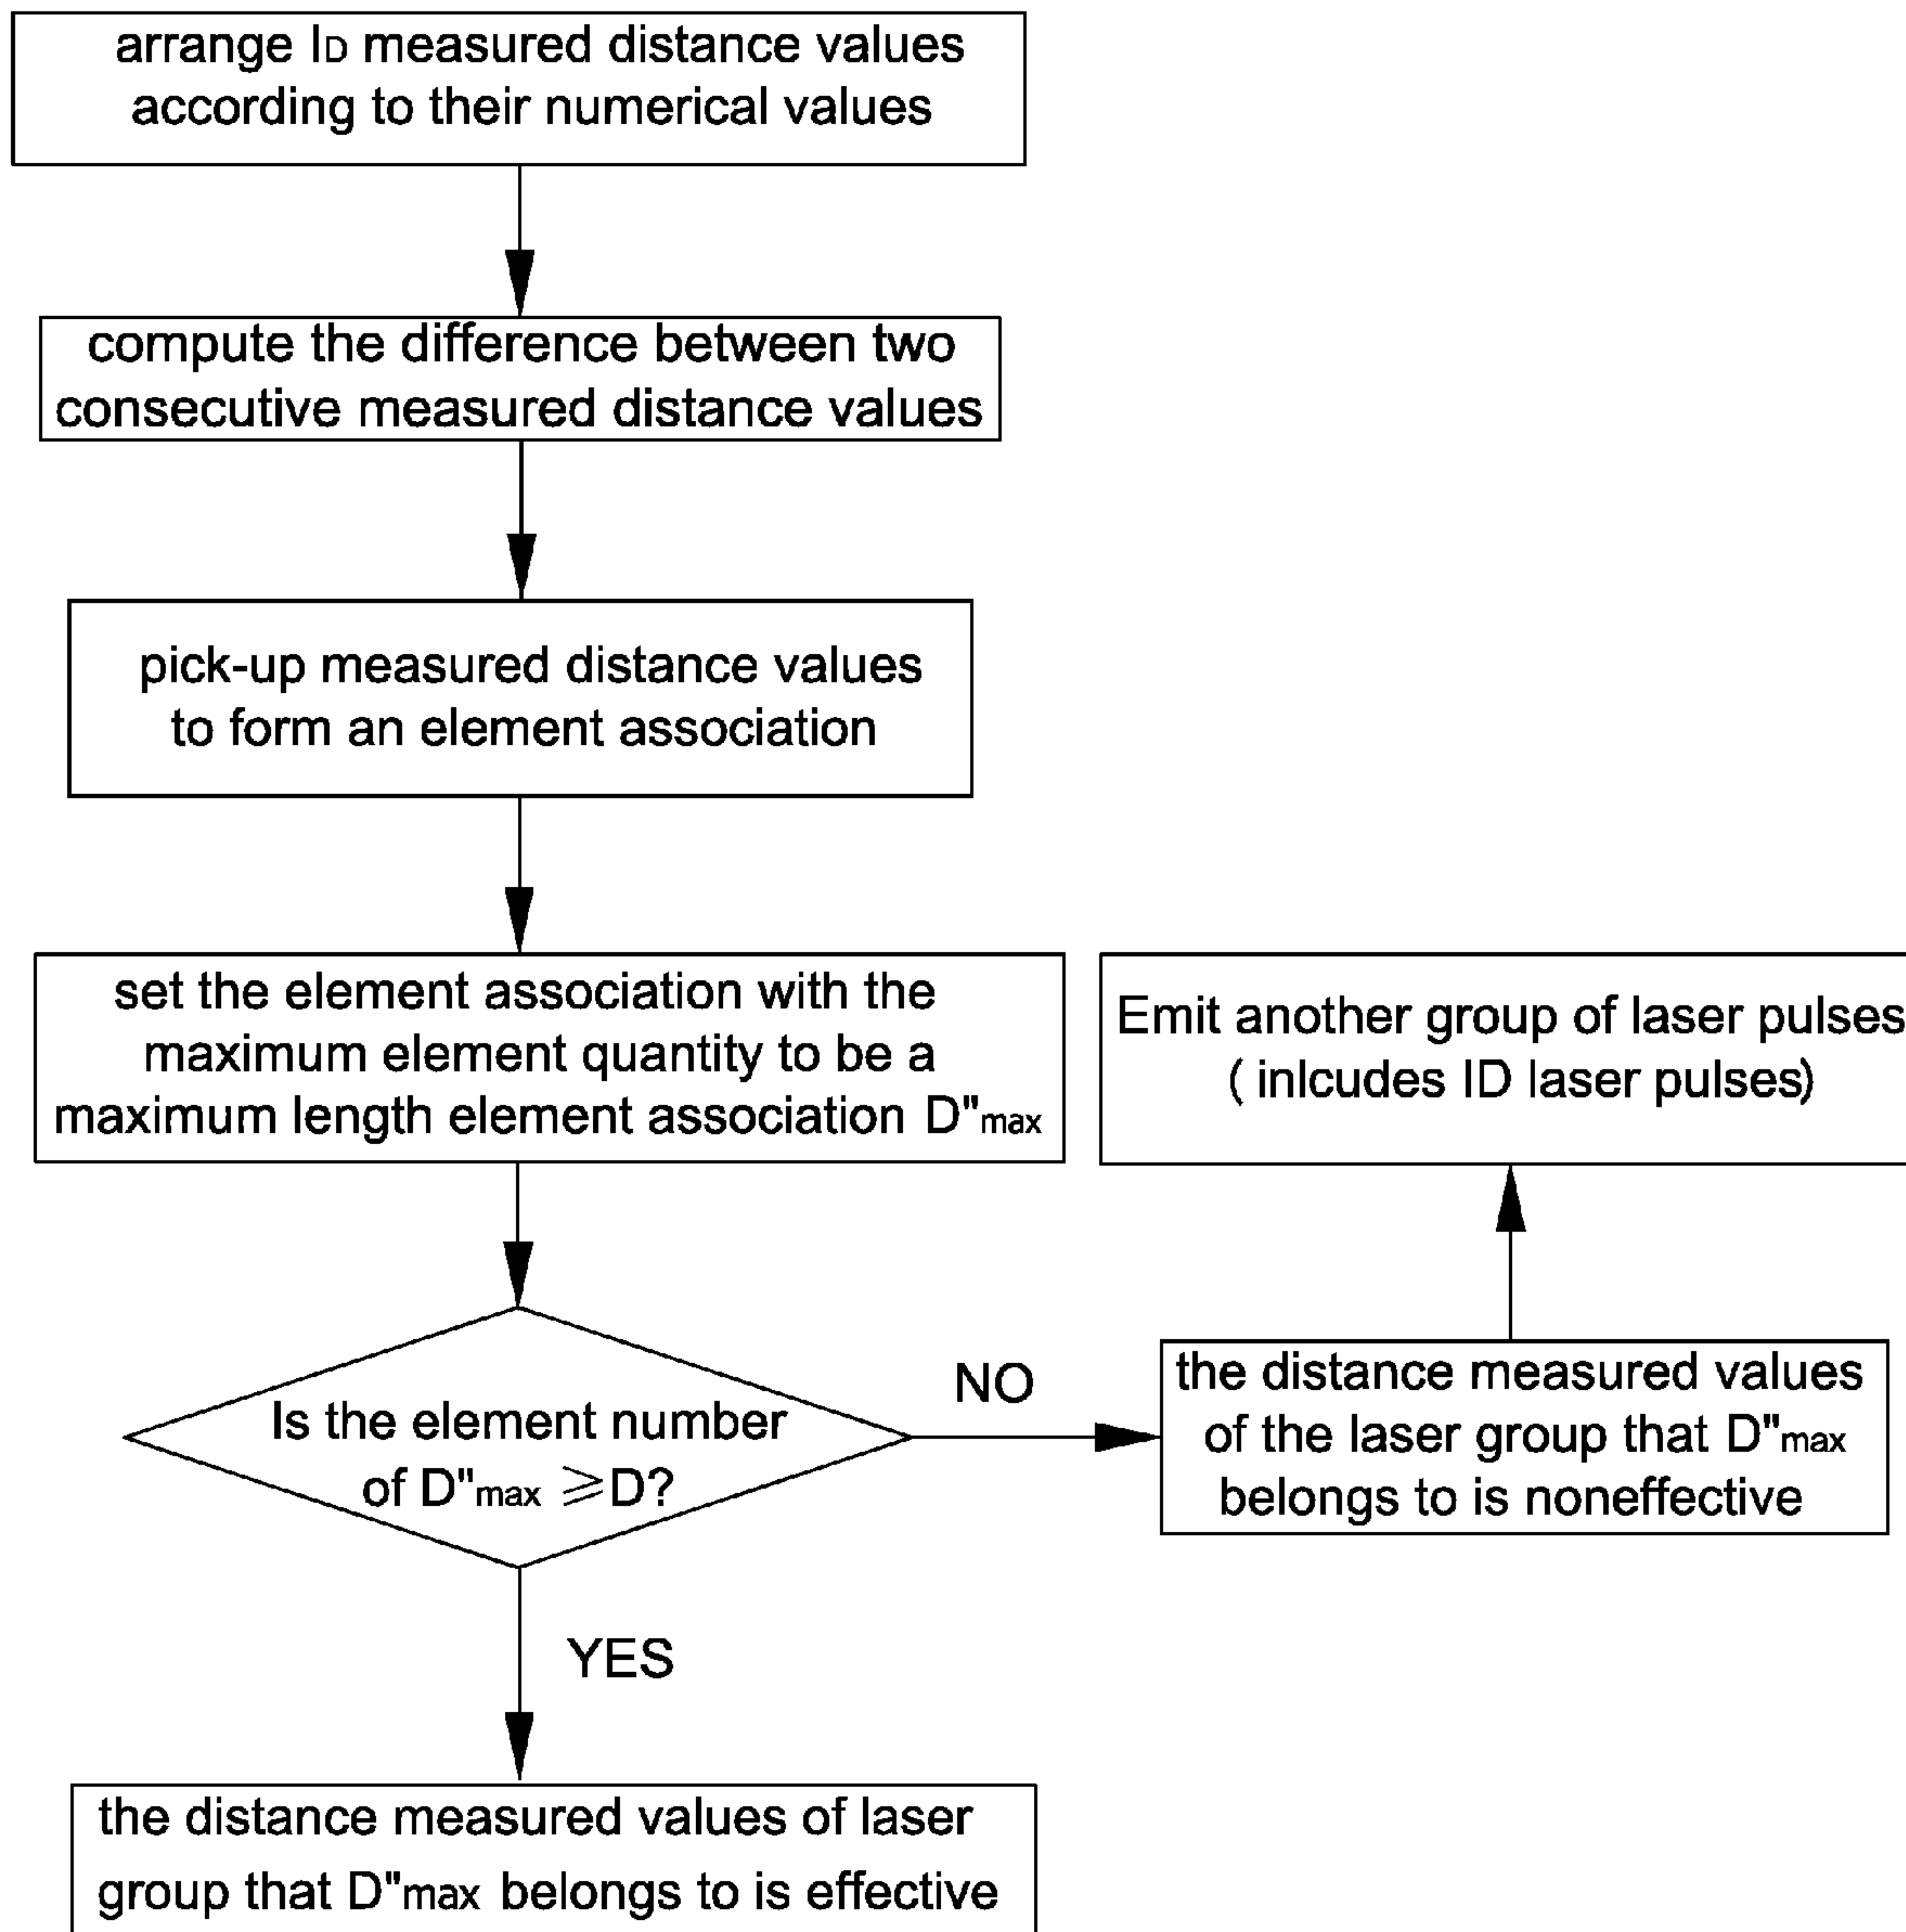 arrange ID measured distance values
according to their numerical values
compute the difference between two
consecutive measured distance values
pick-up measured distance values
to form an element association
set the element association with the
maximum element quantity to be a
maximum length element association D"max
Emit another group of laser pulses
( inlcudes ID laser pulses)
Is the element number
of D"max ⩾D?
NO
the distance measured values
of the laser group that D"max
belongs to is noneffective
YES
the distance measured values of laser
group that D"max belongs to is effective